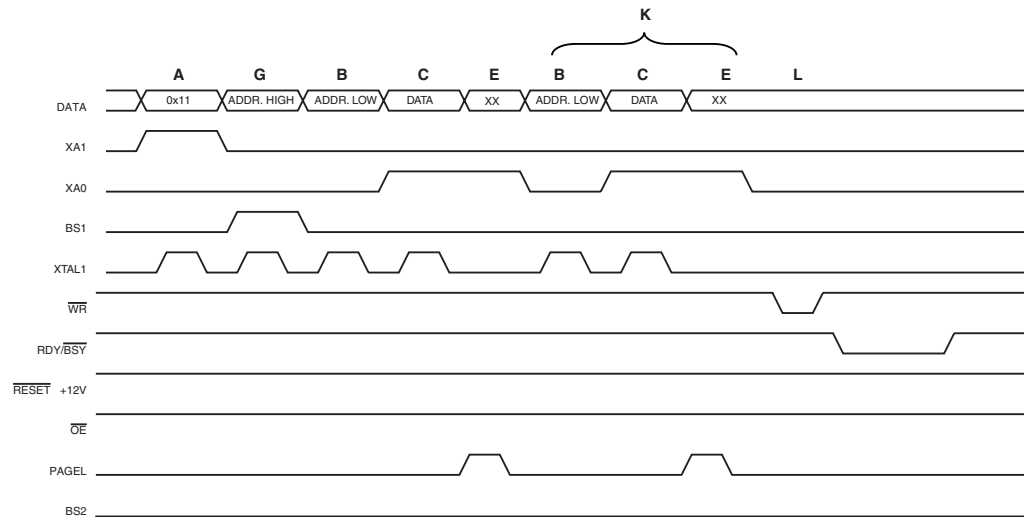 K
A G B C E B C E L
DATA 0x11 ADDR. HIGH ADDR. LOW DATA XX ADDR. LOW DATA XX
XA1
XA0
BS1
XTAL1
WR
RDY/BSY
RESET +12V
OE
PAGEL
BS2